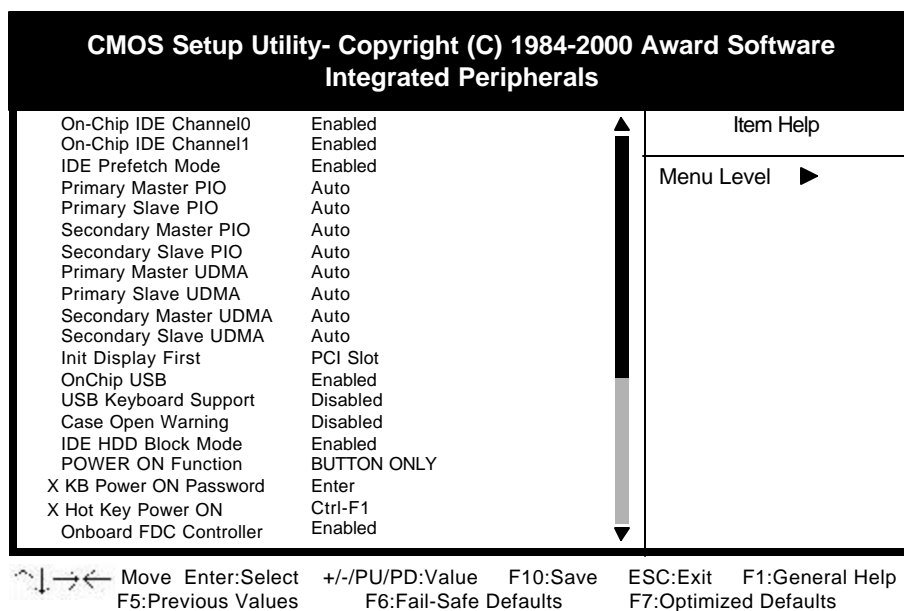 CMOS Setup Utility- Copyright (C) 1984-2000 Award Software
Integrated Peripherals
On-Chip IDE Channel0 Enabled
On-Chip IDE Channel1 Enabled
IDE Prefetch Mode Enabled
Primary Master PIO Auto
Primary Slave PIO Auto
Secondary Master PIO Auto
Secondary Slave PIO Auto
Primary Master UDMA Auto
Primary Slave UDMA Auto
Secondary Master UDMA Auto
Secondary Slave UDMA Auto
Init Display First PCI Slot
OnChip USB Enabled
USB Keyboard Support Disabled
Case Open Warning Disabled
IDE HDD Block Mode Enabled
POWER ON Function BUTTON ONLY
X KB Power ON Password Enter
X Hot Key Power ON Ctrl-F1
Onboard FDC Controller Enabled
Item Help
Menu Level ▶
Move Enter:Select +/-/PU/PD:Value F10:Save ESC:Exit F1:General Help
F5:Previous Values F6:Fail-Safe Defaults F7:Optimized Defaults